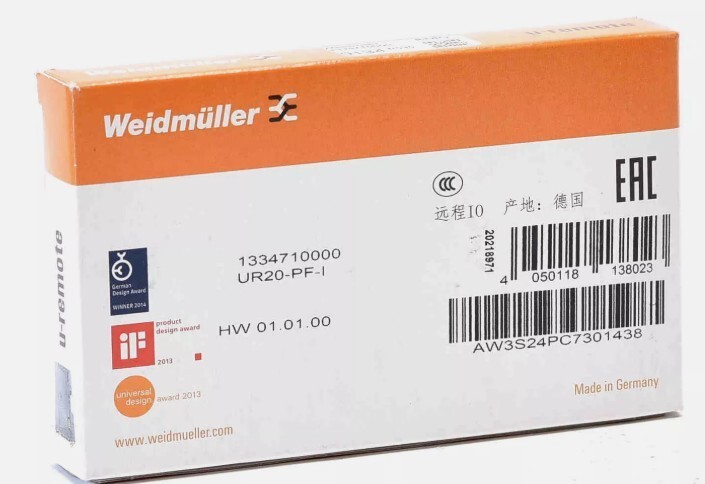 u-remote
Weidmüller
EAC
远程IO 产地：德国
1334710000
UR20-PF-I
HW 01.01.00
20218971
4 050118 138023
AW3S24PC7301438
German
Design Award
WINNER 2014
product
design award
iF
2013
universal
design
award 2013
www.weidmueller.com
Made in Germany
u-remote